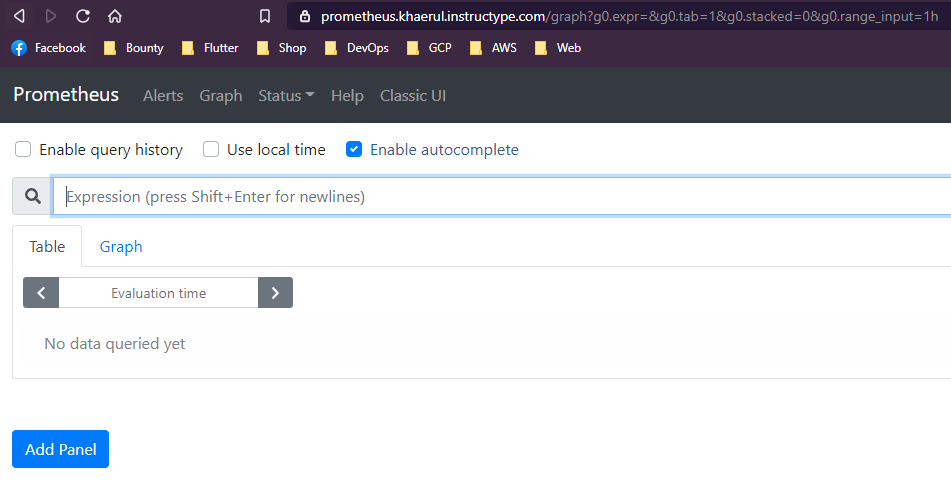 prometheus.khaerul.instructype.com/graph?g0.expr=&g0.tab=1&g0.stacked=0&g0.range_input=1h
Facebook Bounty Flutter Shop DevOps GCP AWS Web
Prometheus Alerts Graph Status Help Classic UI
Enable query history Use local time Enable autocomplete
Expression (press Shift+Enter for newlines)
Table Graph
Evaluation time
No data queried yet
Add Panel